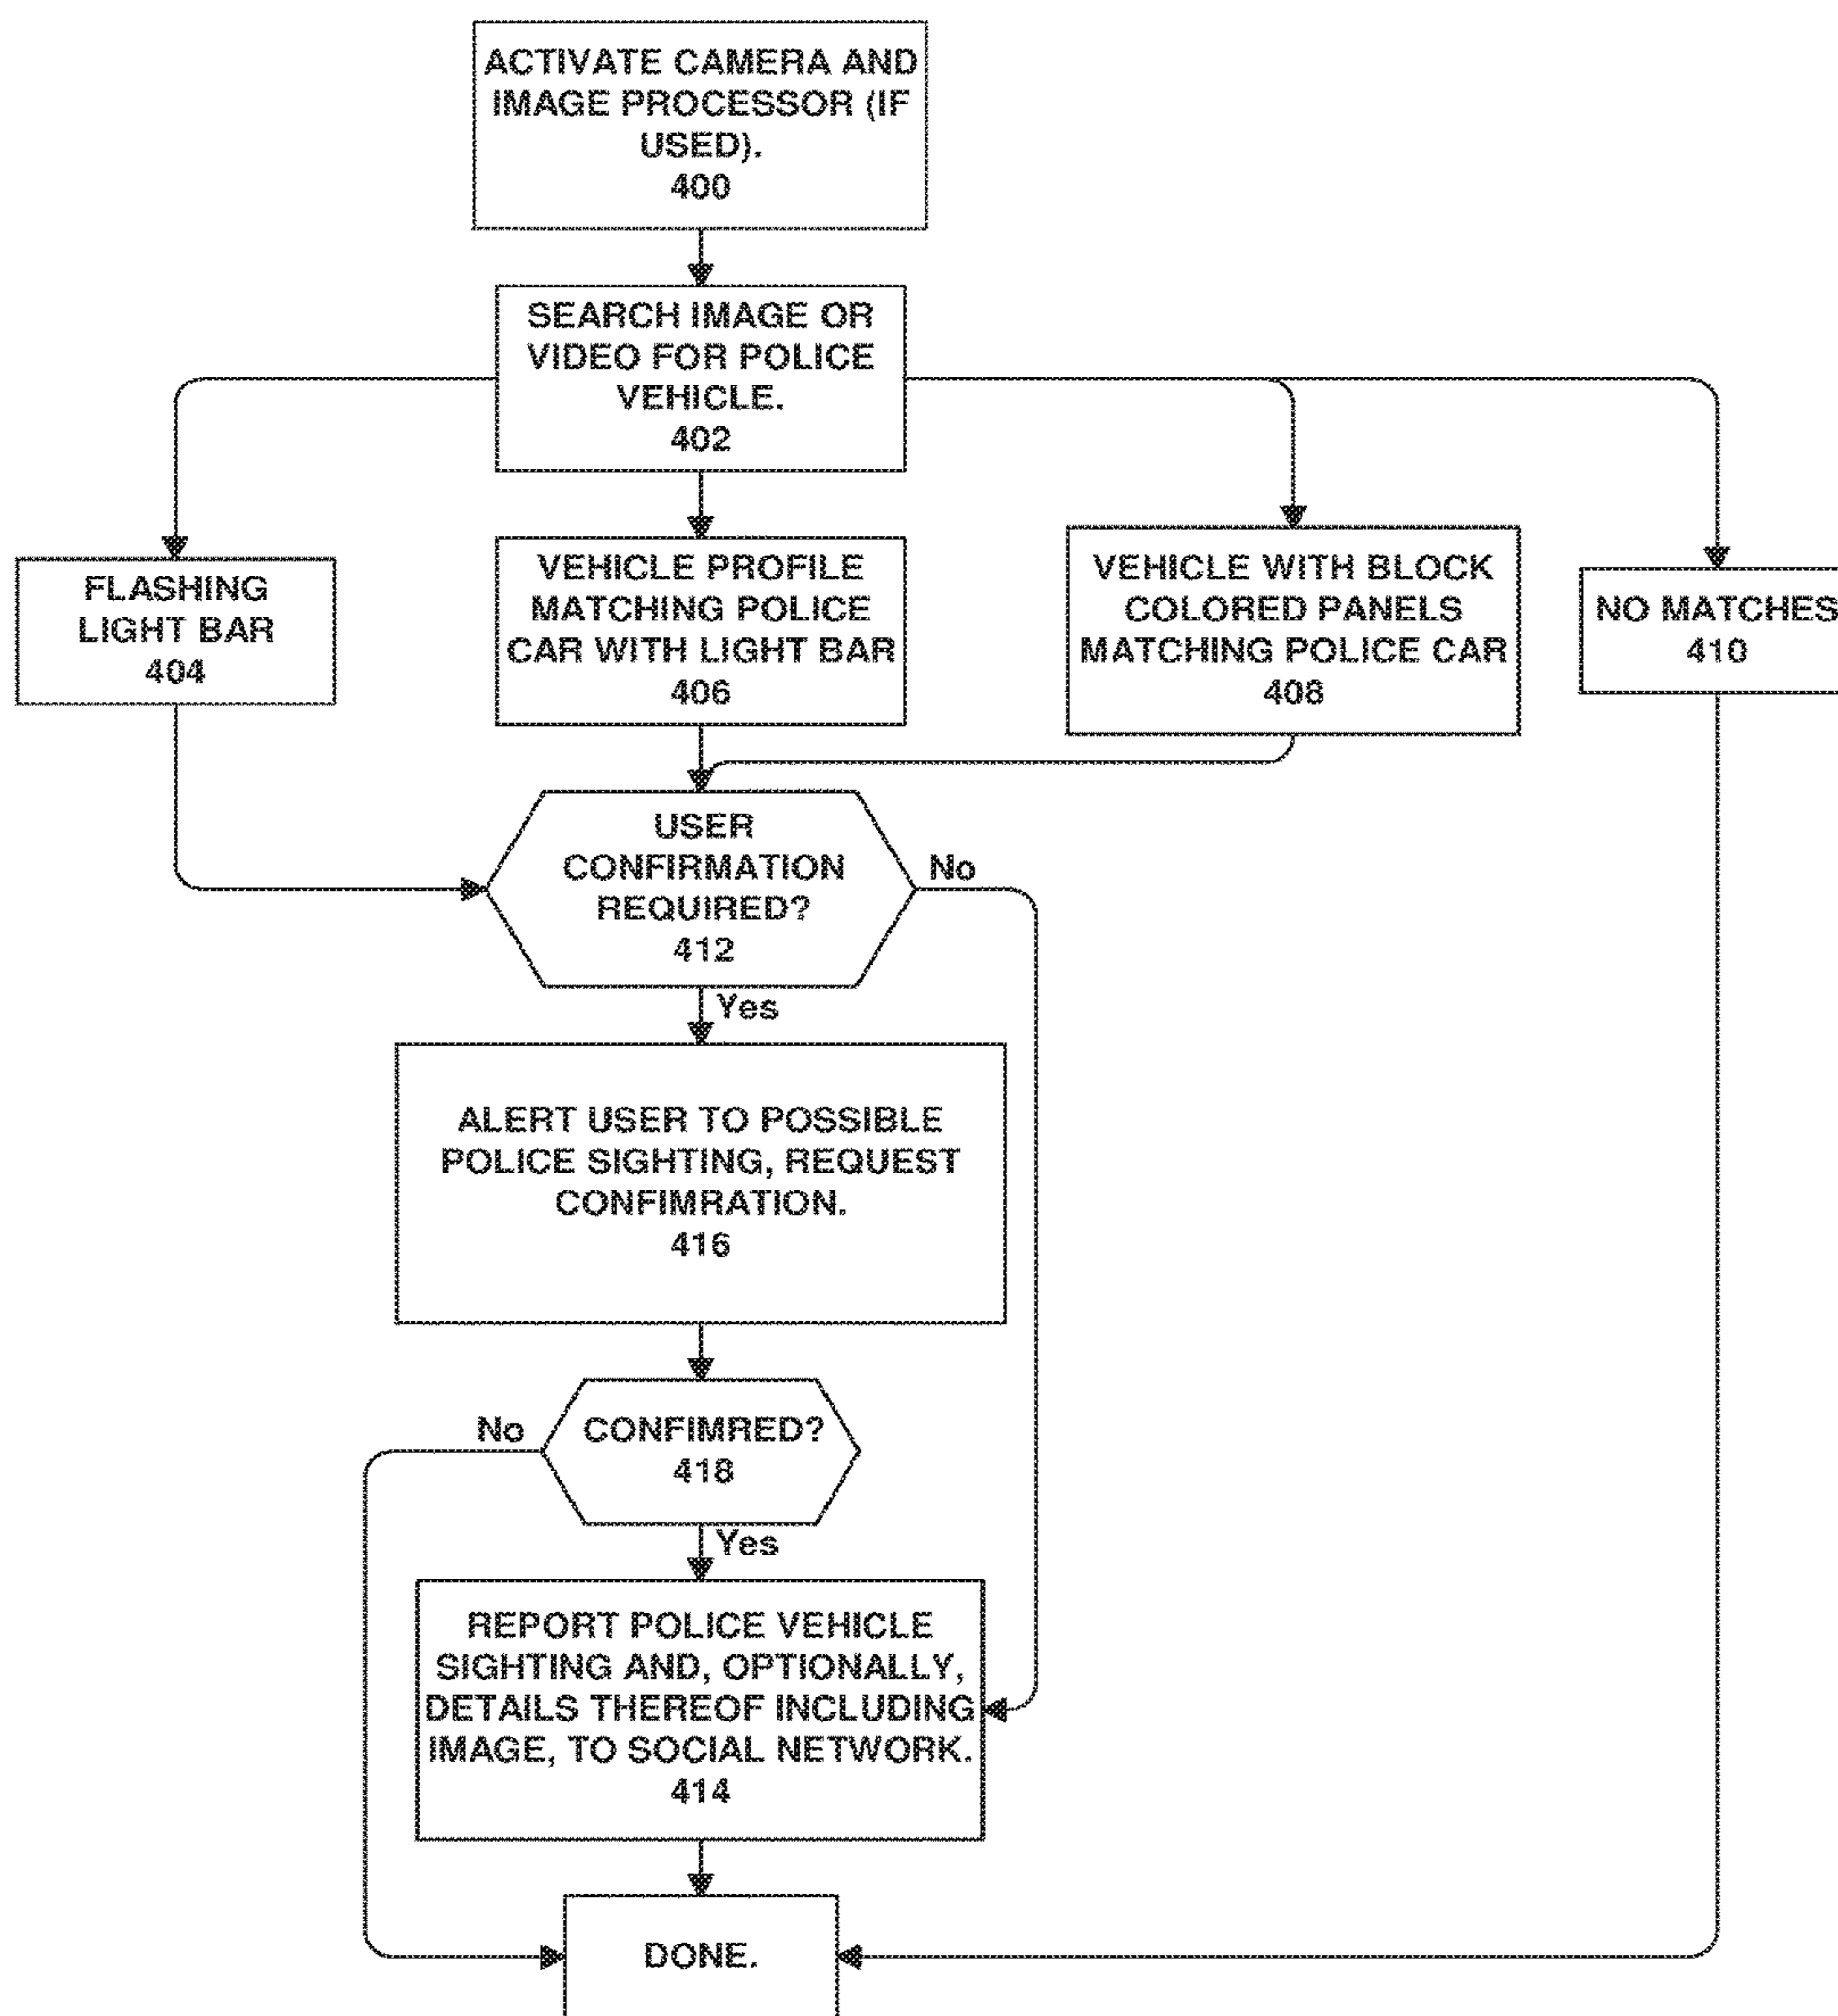 ACTIVATE CAMERA AND
IMAGE PROCESSOR (IF
USED).
400
SEARCH IMAGE OR
VIDEO FOR POLICE
VEHICLE.
402
FLASHING
LIGHT BAR
404
VEHICLE PROFILE
MATCHING POLICE
CAR WITH LIGHT BAR
406
VEHICLE WITH BLOCK
COLORED PANELS
MATCHING POLICE CAR
408
NO MATCHES
410
USER
CONFIRMATION
REQUIRED?
412
No
Yes
ALERT USER TO POSSIBLE
POLICE SIGHTING, REQUEST
CONFIMRATION.
416
No
CONFIMRED?
418
Yes
REPORT POLICE VEHICLE
SIGHTING AND, OPTIONALLY,
DETAILS THEREOF INCLUDING
IMAGE, TO SOCIAL NETWORK.
414
DONE.